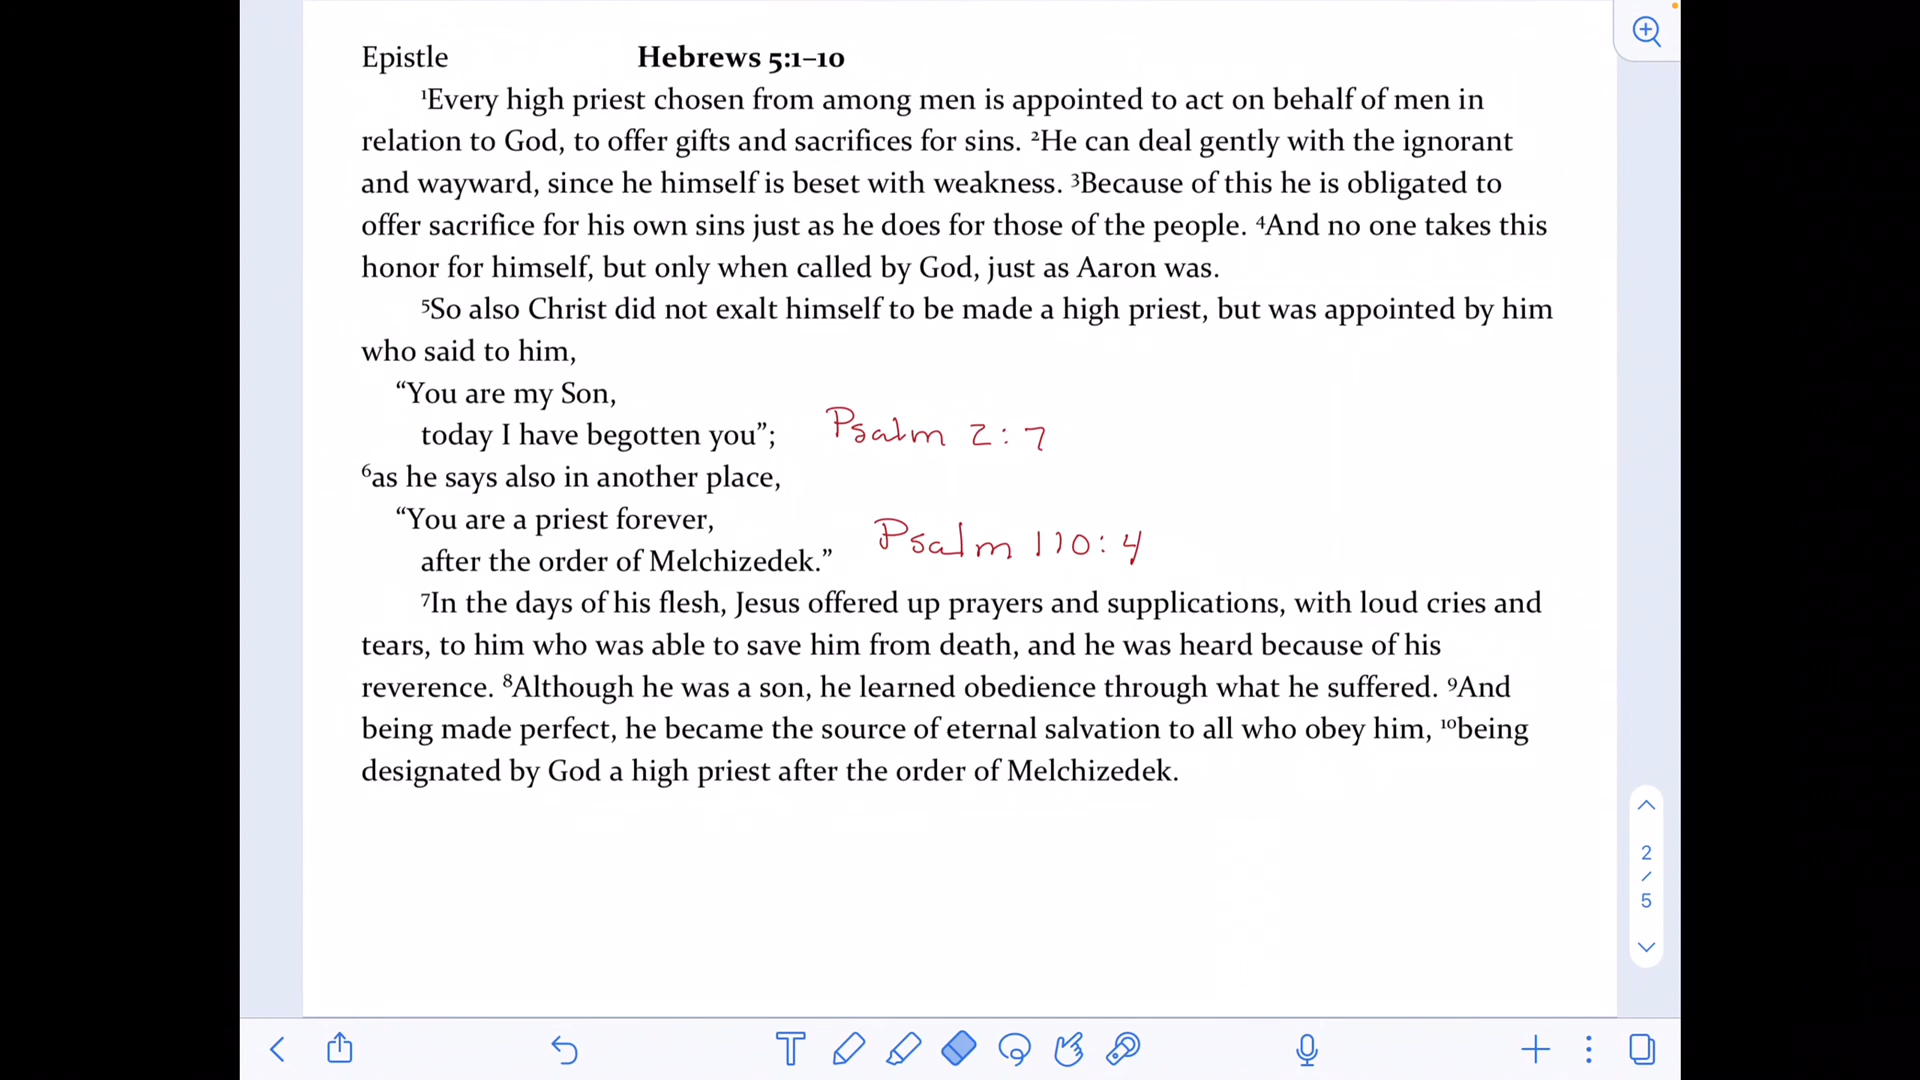 Epistle Hebrews 5:1–10
¹Every high priest chosen from among men is appointed to act on behalf of men in
relation to God, to offer gifts and sacrifices for sins. ²He can deal gently with the ignorant
and wayward, since he himself is beset with weakness. ³Because of this he is obligated to
offer sacrifice for his own sins just as he does for those of the people. ⁴And no one takes this
honor for himself, but only when called by God, just as Aaron was.
⁵So also Christ did not exalt himself to be made a high priest, but was appointed by him
who said to him,
“You are my Son,
today I have begotten you”;
Psalm 2:7
⁶as he says also in another place,
“You are a priest forever,
after the order of Melchizedek.”
Psalm 110:4
⁷In the days of his flesh, Jesus offered up prayers and supplications, with loud cries and
tears, to him who was able to save him from death, and he was heard because of his
reverence. ⁸Although he was a son, he learned obedience through what he suffered. ⁹And
being made perfect, he became the source of eternal salvation to all who obey him, ¹⁰being
designated by God a high priest after the order of Melchizedek.
2
/
5
T